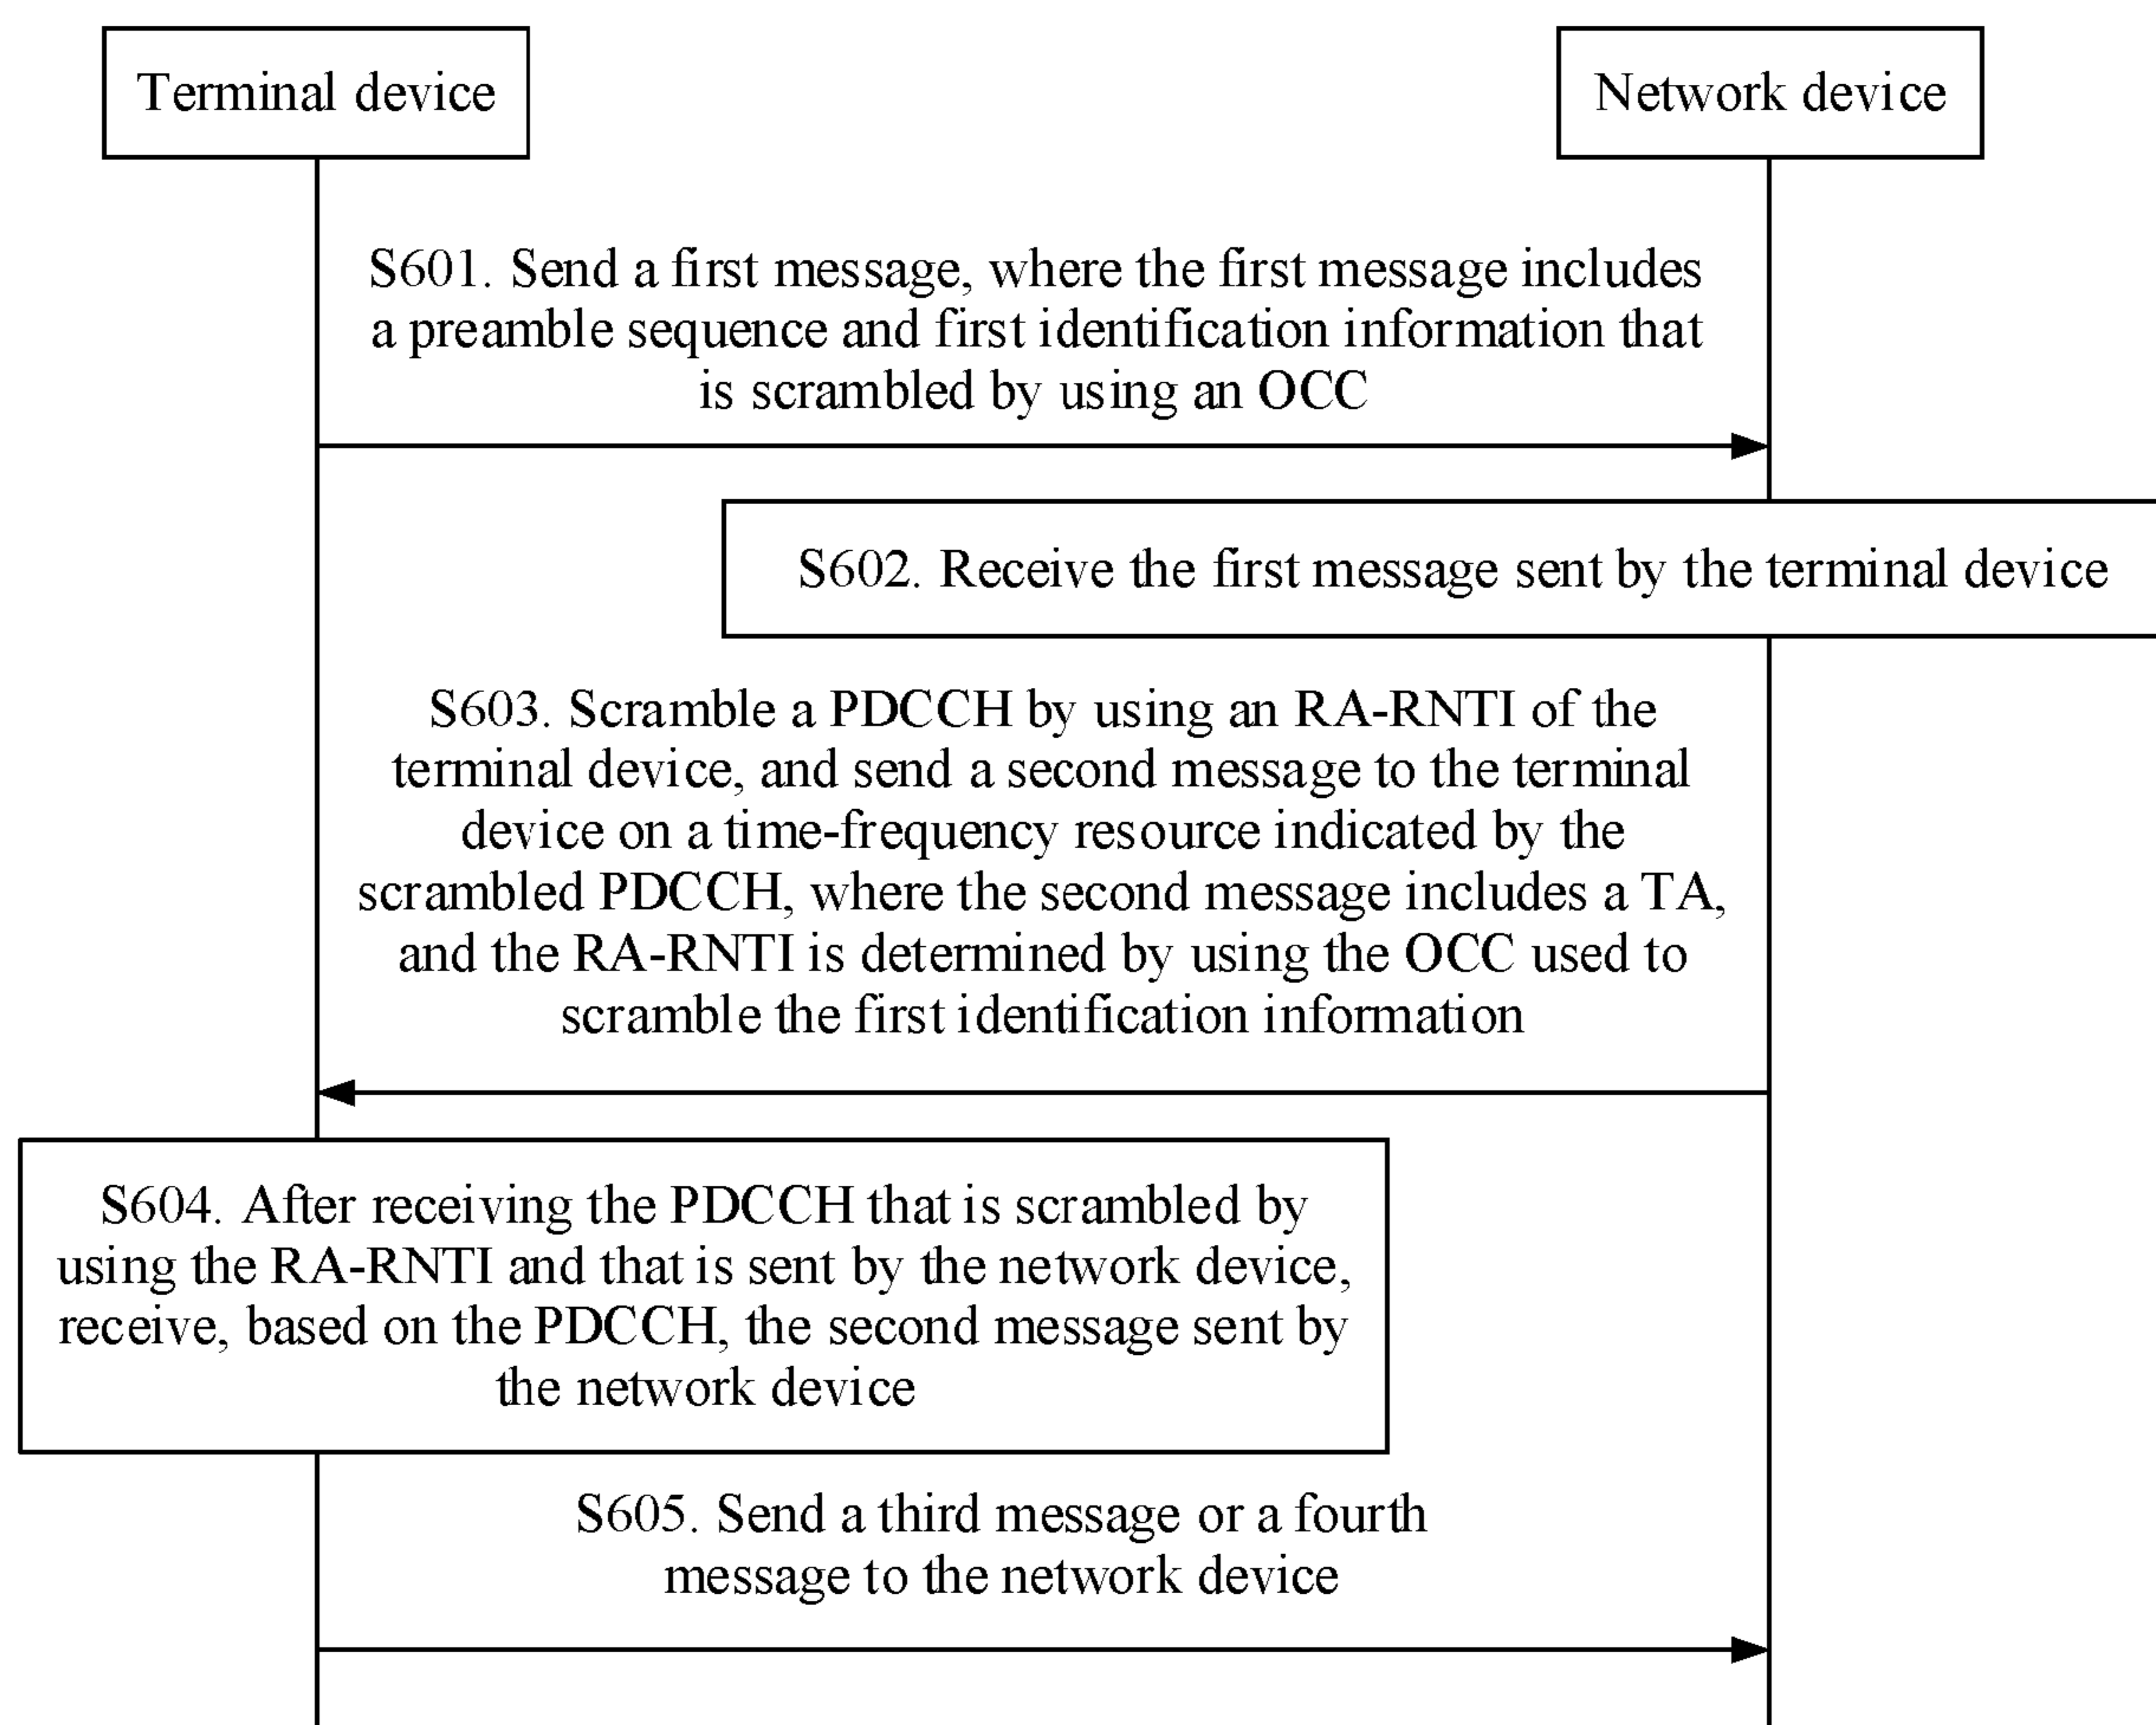 Terminal device
Network device
S601. Send a first message, where the first message includes
a preamble sequence and first identification information that
is scrambled by using an OCC
S602. Receive the first message sent by the terminal device
S603. Scramble a PDCCH by using an RA-RNTI of the
terminal device, and send a second message to the terminal
device on a time-frequency resource indicated by the
scrambled PDCCH, where the second message includes a TA,
and the RA-RNTI is determined by using the OCC used to
scramble the first identification information
S604. After receiving the PDCCH that is scrambled by
using the RA-RNTI and that is sent by the network device,
receive, based on the PDCCH, the second message sent by
the network device
S605. Send a third message or a fourth
message to the network device